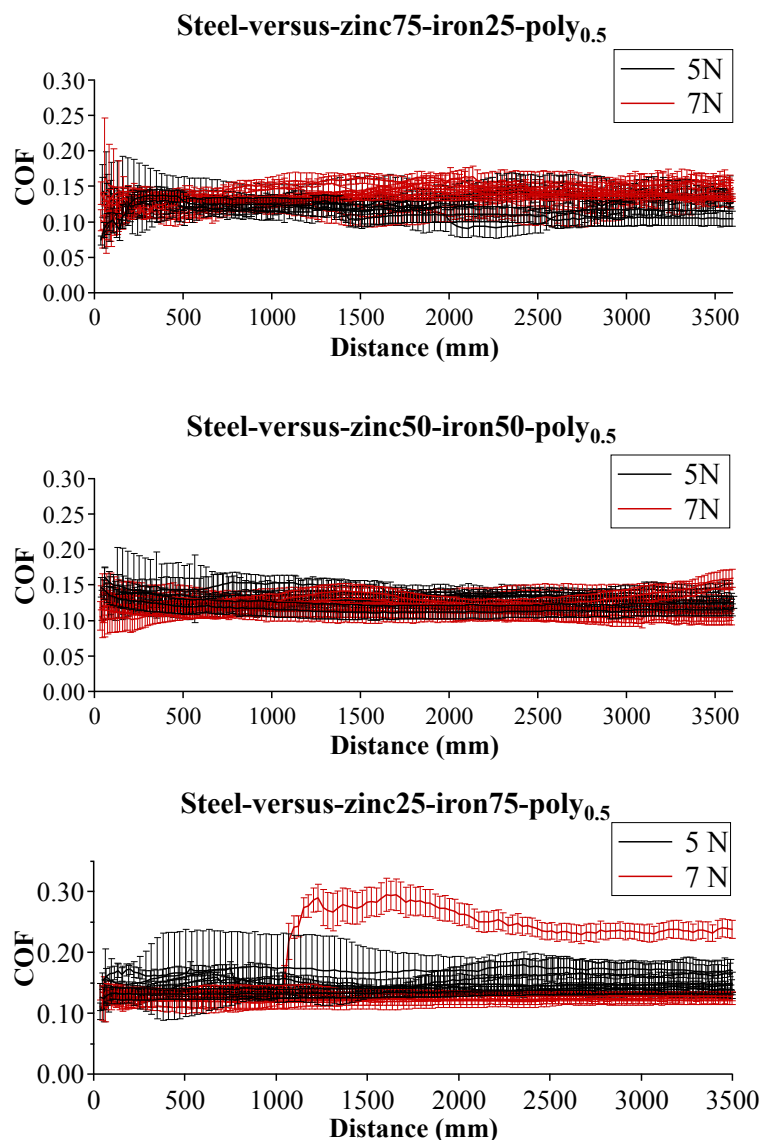 Steel-versus-zinc75-iron25-poly0.5
5N
7N
0.30
0.25
0.20
0.15
0.10
0.05
0.00
COF
0 500 1000 1500 2000 2500 3000 3500
Distance (mm)
Steel-versus-zinc50-iron50-poly0.5
5N
7N
0.30
0.25
0.20
0.15
0.10
0.05
0.00
COF
0 500 1000 1500 2000 2500 3000 3500
Distance (mm)
Steel-versus-zinc25-iron75-poly0.5
5 N
7 N
0.30
0.20
0.10
0.00
COF
0 500 1000 1500 2000 2500 3000 3500
Distance (mm)